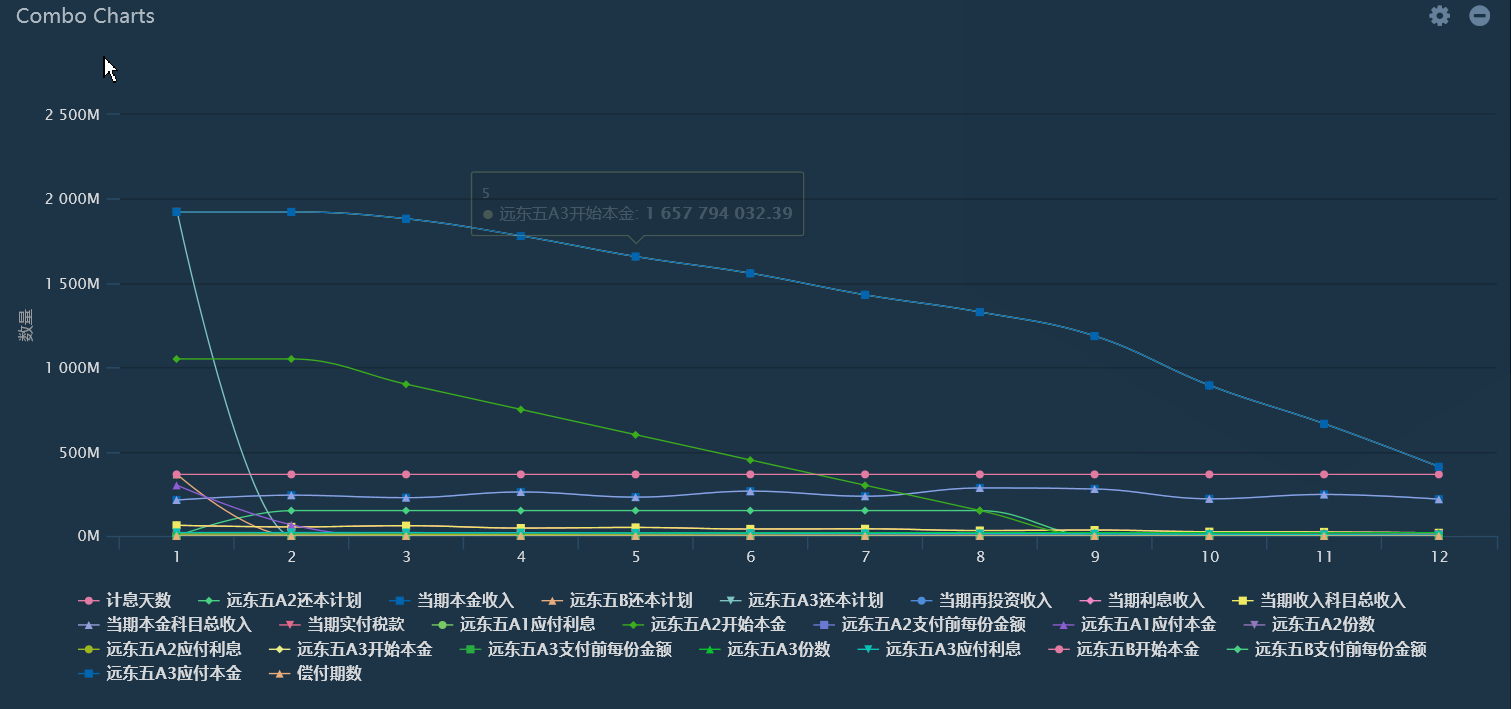 Combo Charts
2 500M
2 000M
1 500M
1 000M
500M
0M
数量
5
远东五A3开始本金: 1 657 794 032.39
1 2 3 4 5 6 7 8 9 10 11 12
计息天数 远东五A2还本计划 当期本金收入 远东五B还本计划 远东五A3还本计划 当期再投资收入 当期利息收入 当期收入科目总收入
当期本金科目总收入 当期实付税款 远东五A1应付利息 远东五A2开始本金 远东五A2支付前每份金额 远东五A1应付本金 远东五A2份数
远东五A2应付利息 远东五A3开始本金 远东五A3支付前每份金额 远东五A3份数 远东五A3应付利息 远东五B开始本金 远东五B支付前每份金额
远东五A3应付本金 偿付期数